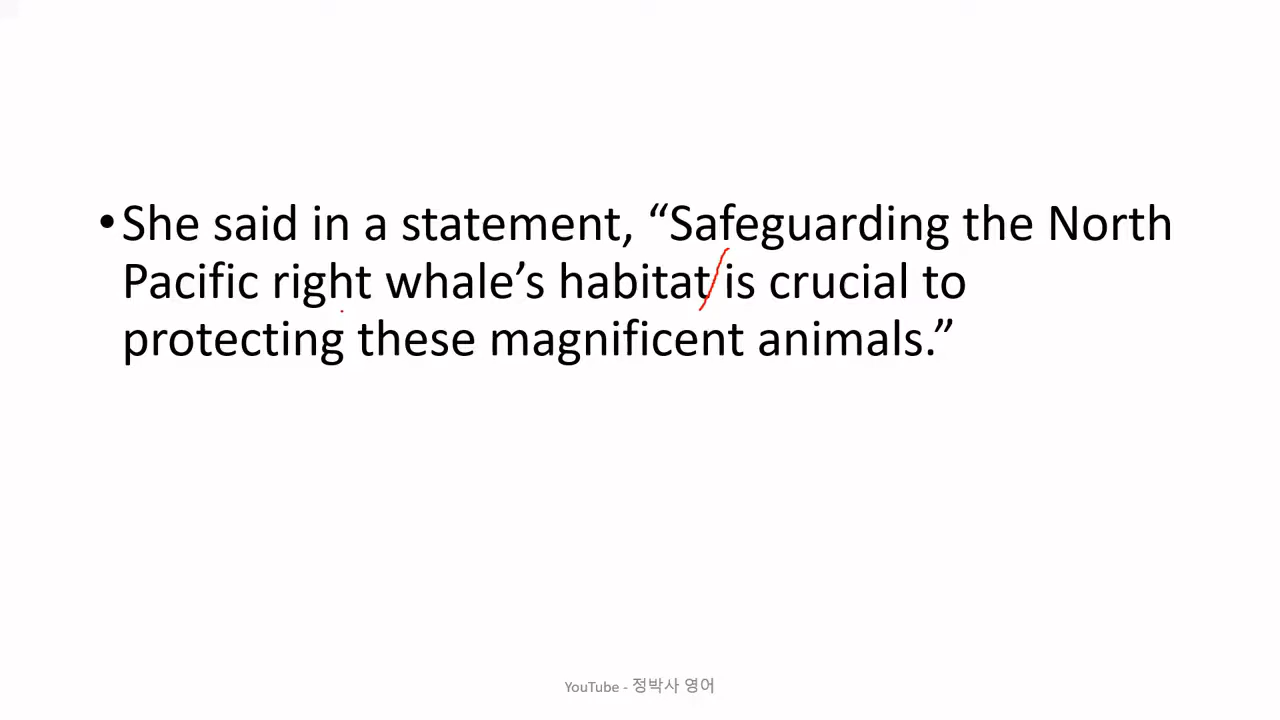 •She said in a statement, “Safeguarding the North
Pacific right whale’s habitat is crucial to
protecting these magnificent animals.”
YouTube - 정박사 영어